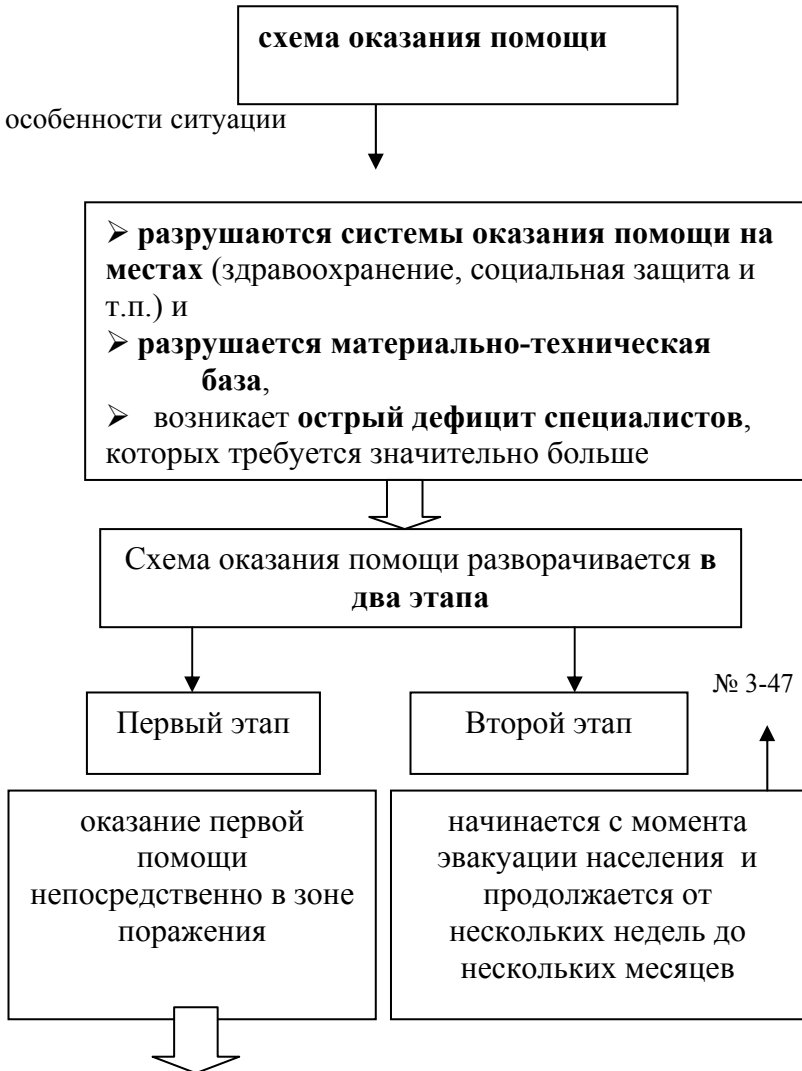 схема оказания помощи
особенности ситуации
➢ разрушаются системы оказания помощи на
местах (здравоохранение, социальная защита и
т.п.) и
➢ разрушается материально-техническая
база,
➢ возникает острый дефицит специалистов,
которых требуется значительно больше
Схема оказания помощи разворачивается в
два этапа
№ 3-47
Первый этап
Второй этап
оказание первой
помощи
непосредственно в зоне
поражения
начинается с момента
эвакуации населения и
продолжается от
нескольких недель до
нескольких месяцев